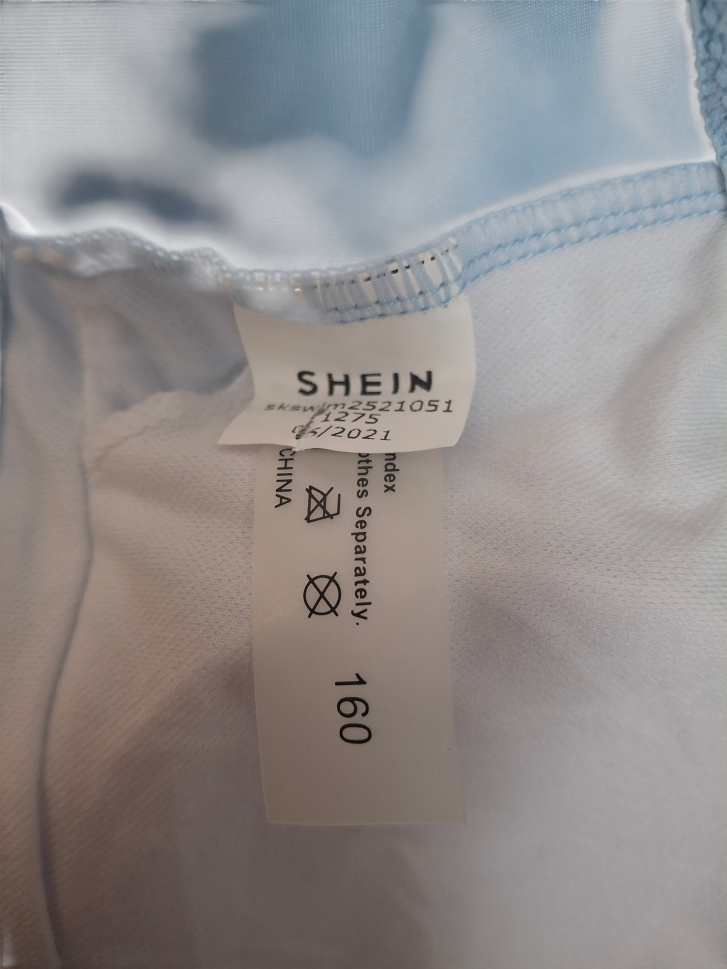 SHEIN
skswim2521051
1275
05/2021
ndex
othes Separately.
CHINA
160